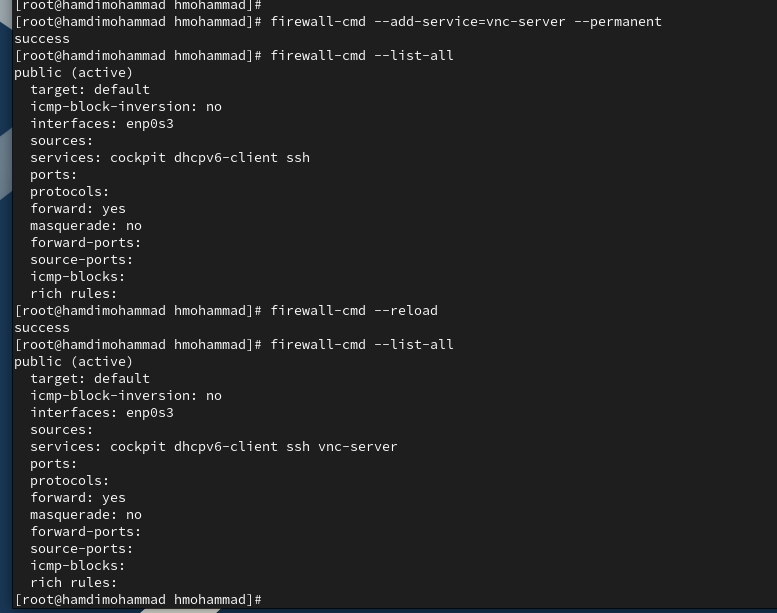 [root@hamdimohammad hmohammad]#
[root@hamdimohammad hmohammad]# firewall-cmd --add-service=vnc-server --permanent
success
[root@hamdimohammad hmohammad]# firewall-cmd --list-all
public (active)
  target: default
  icmp-block-inversion: no
  interfaces: enp0s3
  sources:
  services: cockpit dhcpv6-client ssh
  ports:
  protocols:
  forward: yes
  masquerade: no
  forward-ports:
  source-ports:
  icmp-blocks:
  rich rules:
[root@hamdimohammad hmohammad]# firewall-cmd --reload
success
[root@hamdimohammad hmohammad]# firewall-cmd --list-all
public (active)
  target: default
  icmp-block-inversion: no
  interfaces: enp0s3
  sources:
  services: cockpit dhcpv6-client ssh vnc-server
  ports:
  protocols:
  forward: yes
  masquerade: no
  forward-ports:
  source-ports:
  icmp-blocks:
  rich rules:
[root@hamdimohammad hmohammad]#